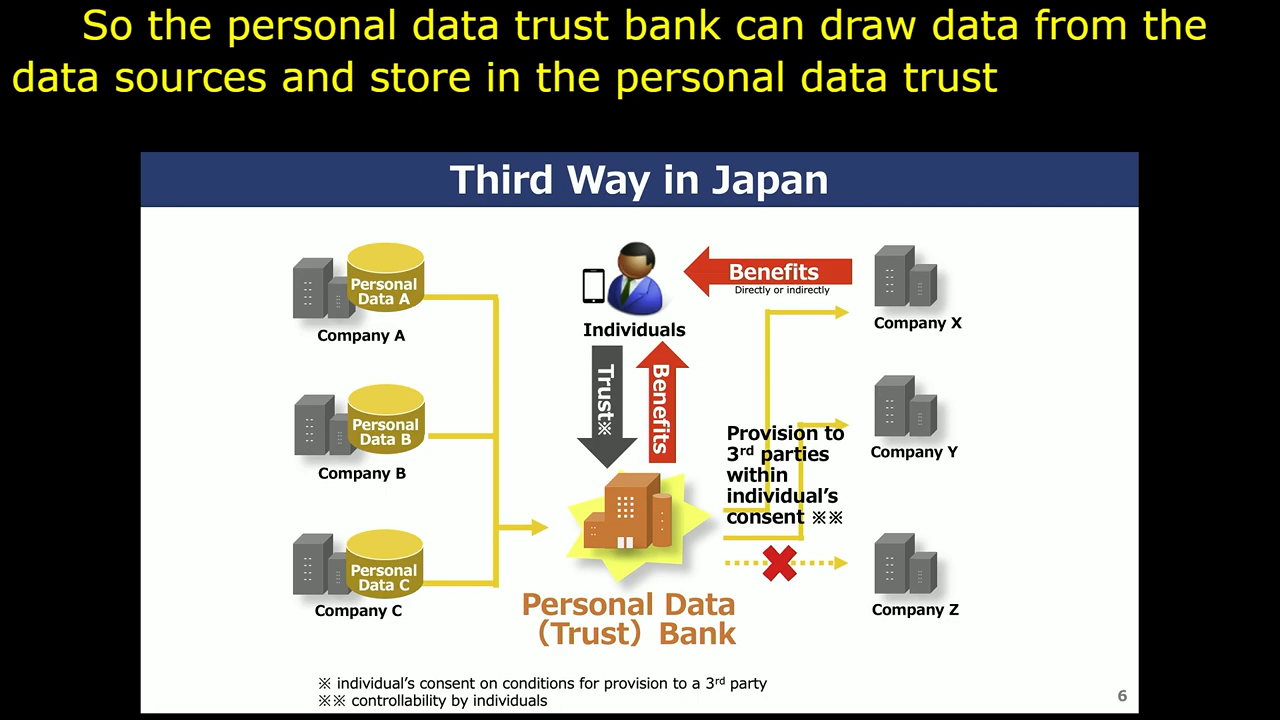 So the personal data trust bank can draw data from the
data sources and store in the personal data trust
Third Way in Japan
Personal
Data A
Company A
Individuals
Benefits
Directly or indirectly
Company X
Trust※
Benefits
Personal
Data B
Company B
Provision to
3rd parties
within
individual's
consent ※※
Company Y
Personal
Data C
Company C
Personal Data
（Trust）Bank
Company Z
※ individual's consent on conditions for provision to a 3rd party
※※ controllability by individuals
6